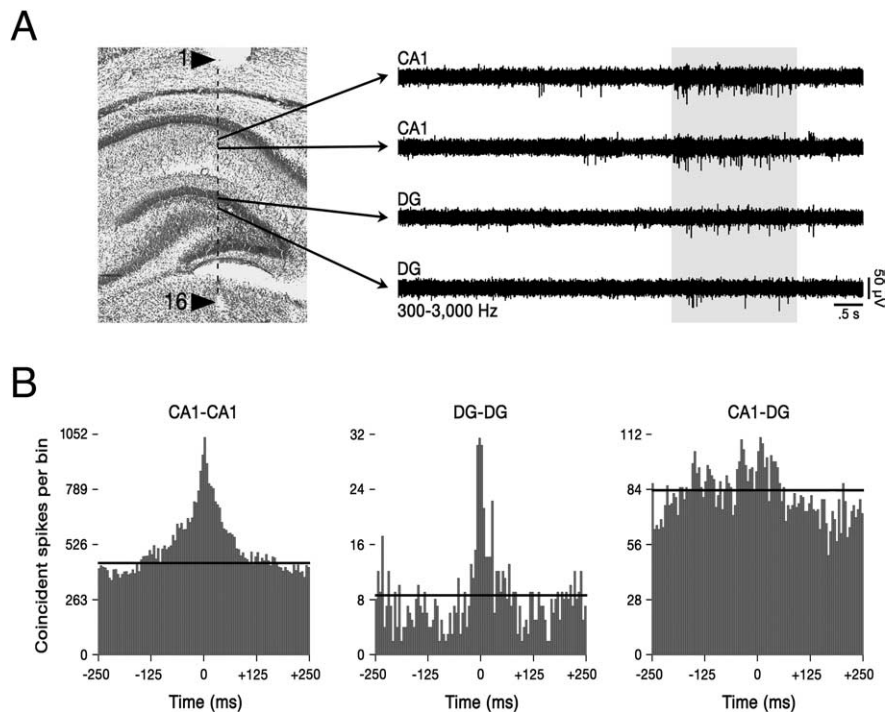 A
1
16
CA1
CA1
DG
DG
300-3,000 Hz
50 µV
.5 s
B
CA1-CA1
DG-DG
CA1-DG
Coincident spikes per bin
1052
789
526
263
0
32
24
16
8
0
112
84
56
28
0
-250 -125 0 +125 +250
-250 -125 0 +125 +250
-250 -125 0 +125 +250
Time (ms)
Time (ms)
Time (ms)